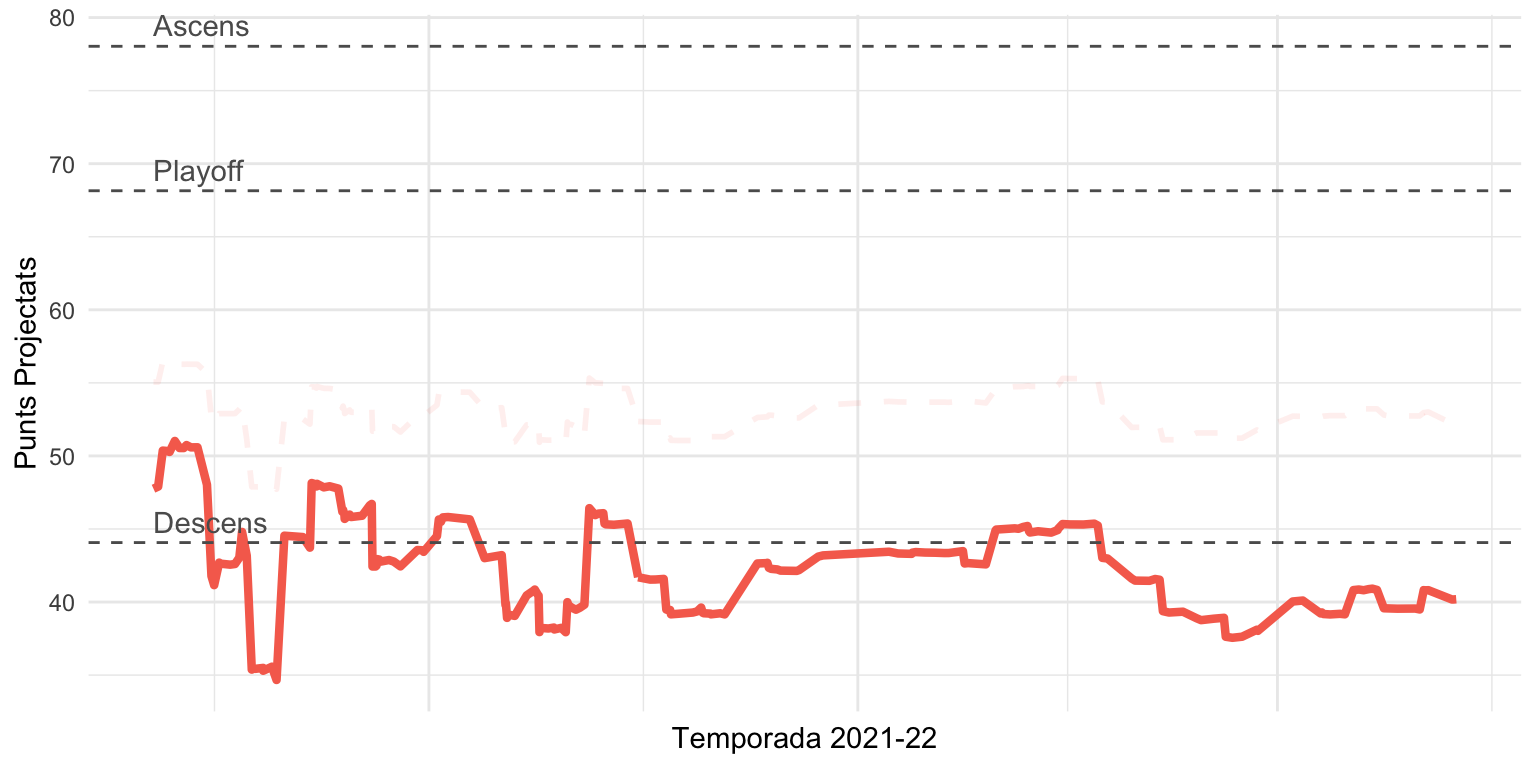 80
Ascens
70
Playoff
60
Punts Projectats
50
Descens
40
Temporada 2021-22